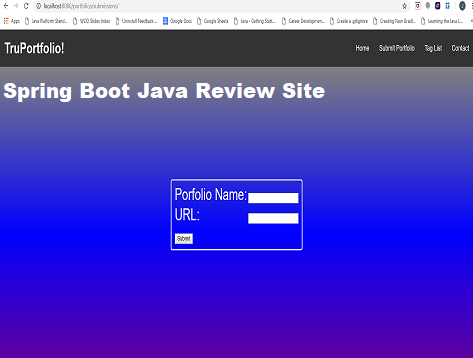 localhost:8080/portfolio/submissions/
Apps Java Platform Stand... WCCI Slides Index Uninstall Feedback... Google Docs Google Sheets Java - Getting Start... Career Developmen... Create a .gitignore Creating New Gradl... Learning the Java L...
TruPortfolio!
Home Submit Portfolio Tag List Contact
Spring Boot Java Review Site
Porfolio Name:
URL:
Submit